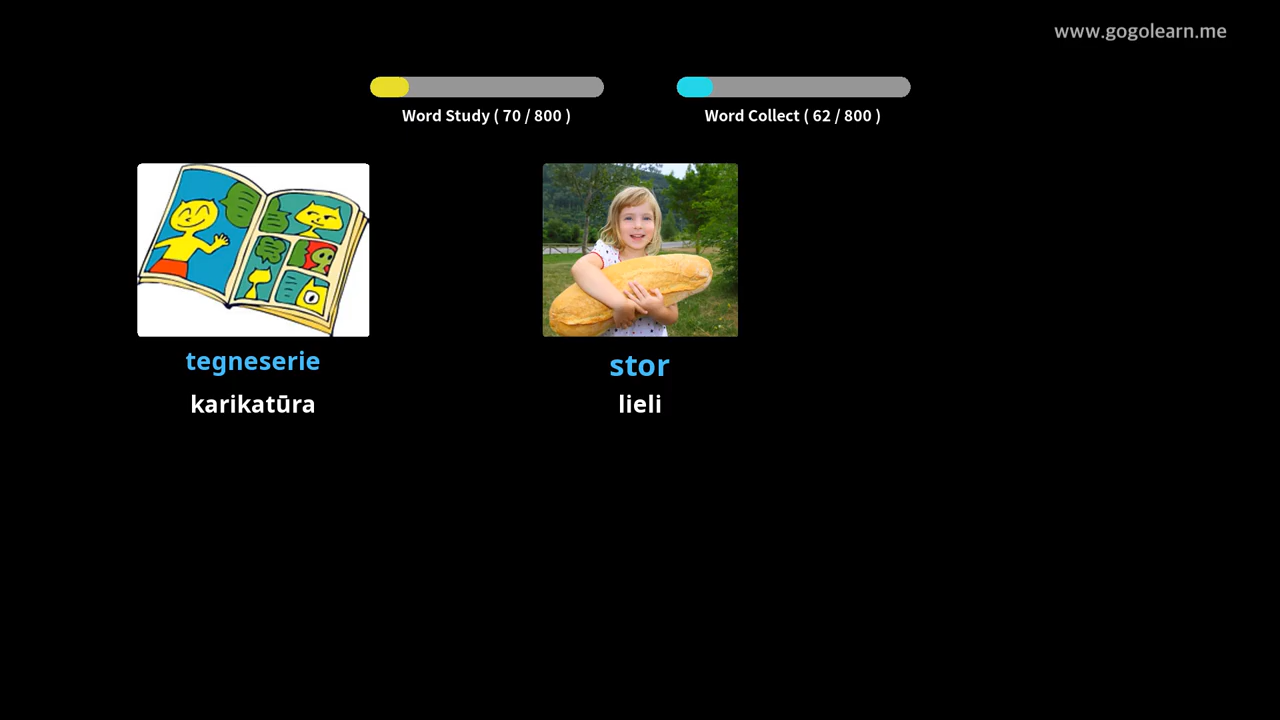 www.gogolearn.me
Word Study ( 70 / 800 )
Word Collect ( 62 / 800 )
tegneserie
karikatūra
stor
lieli